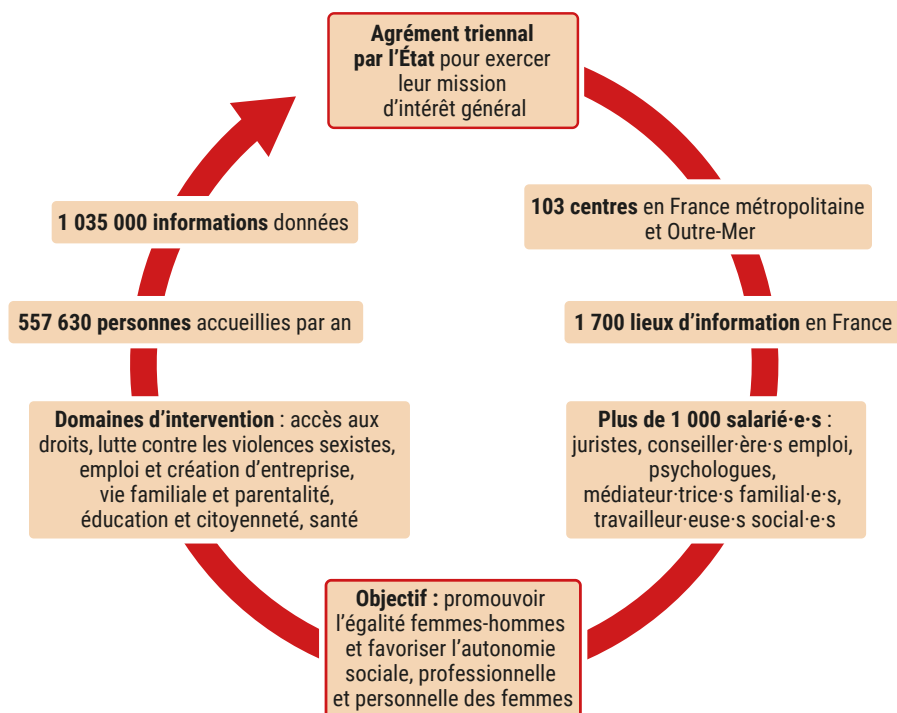 Agrément triennal
par l’État pour exercer
leur mission
d’intérêt général
103 centres en France métropolitaine
et Outre-Mer
1 700 lieux d’information en France
Plus de 1 000 salarié·e·s :
juristes, conseiller·ère·s emploi,
psychologues,
médiateur·trice·s familial·e·s,
travailleur·euse·s social·e·s
Objectif : promouvoir
l’égalité femmes-hommes
et favoriser l’autonomie
sociale, professionnelle
et personnelle des femmes
Domaines d’intervention : accès aux
droits, lutte contre les violences sexistes,
emploi et création d’entreprise,
vie familiale et parentalité,
éducation et citoyenneté, santé
557 630 personnes accueillies par an
1 035 000 informations données